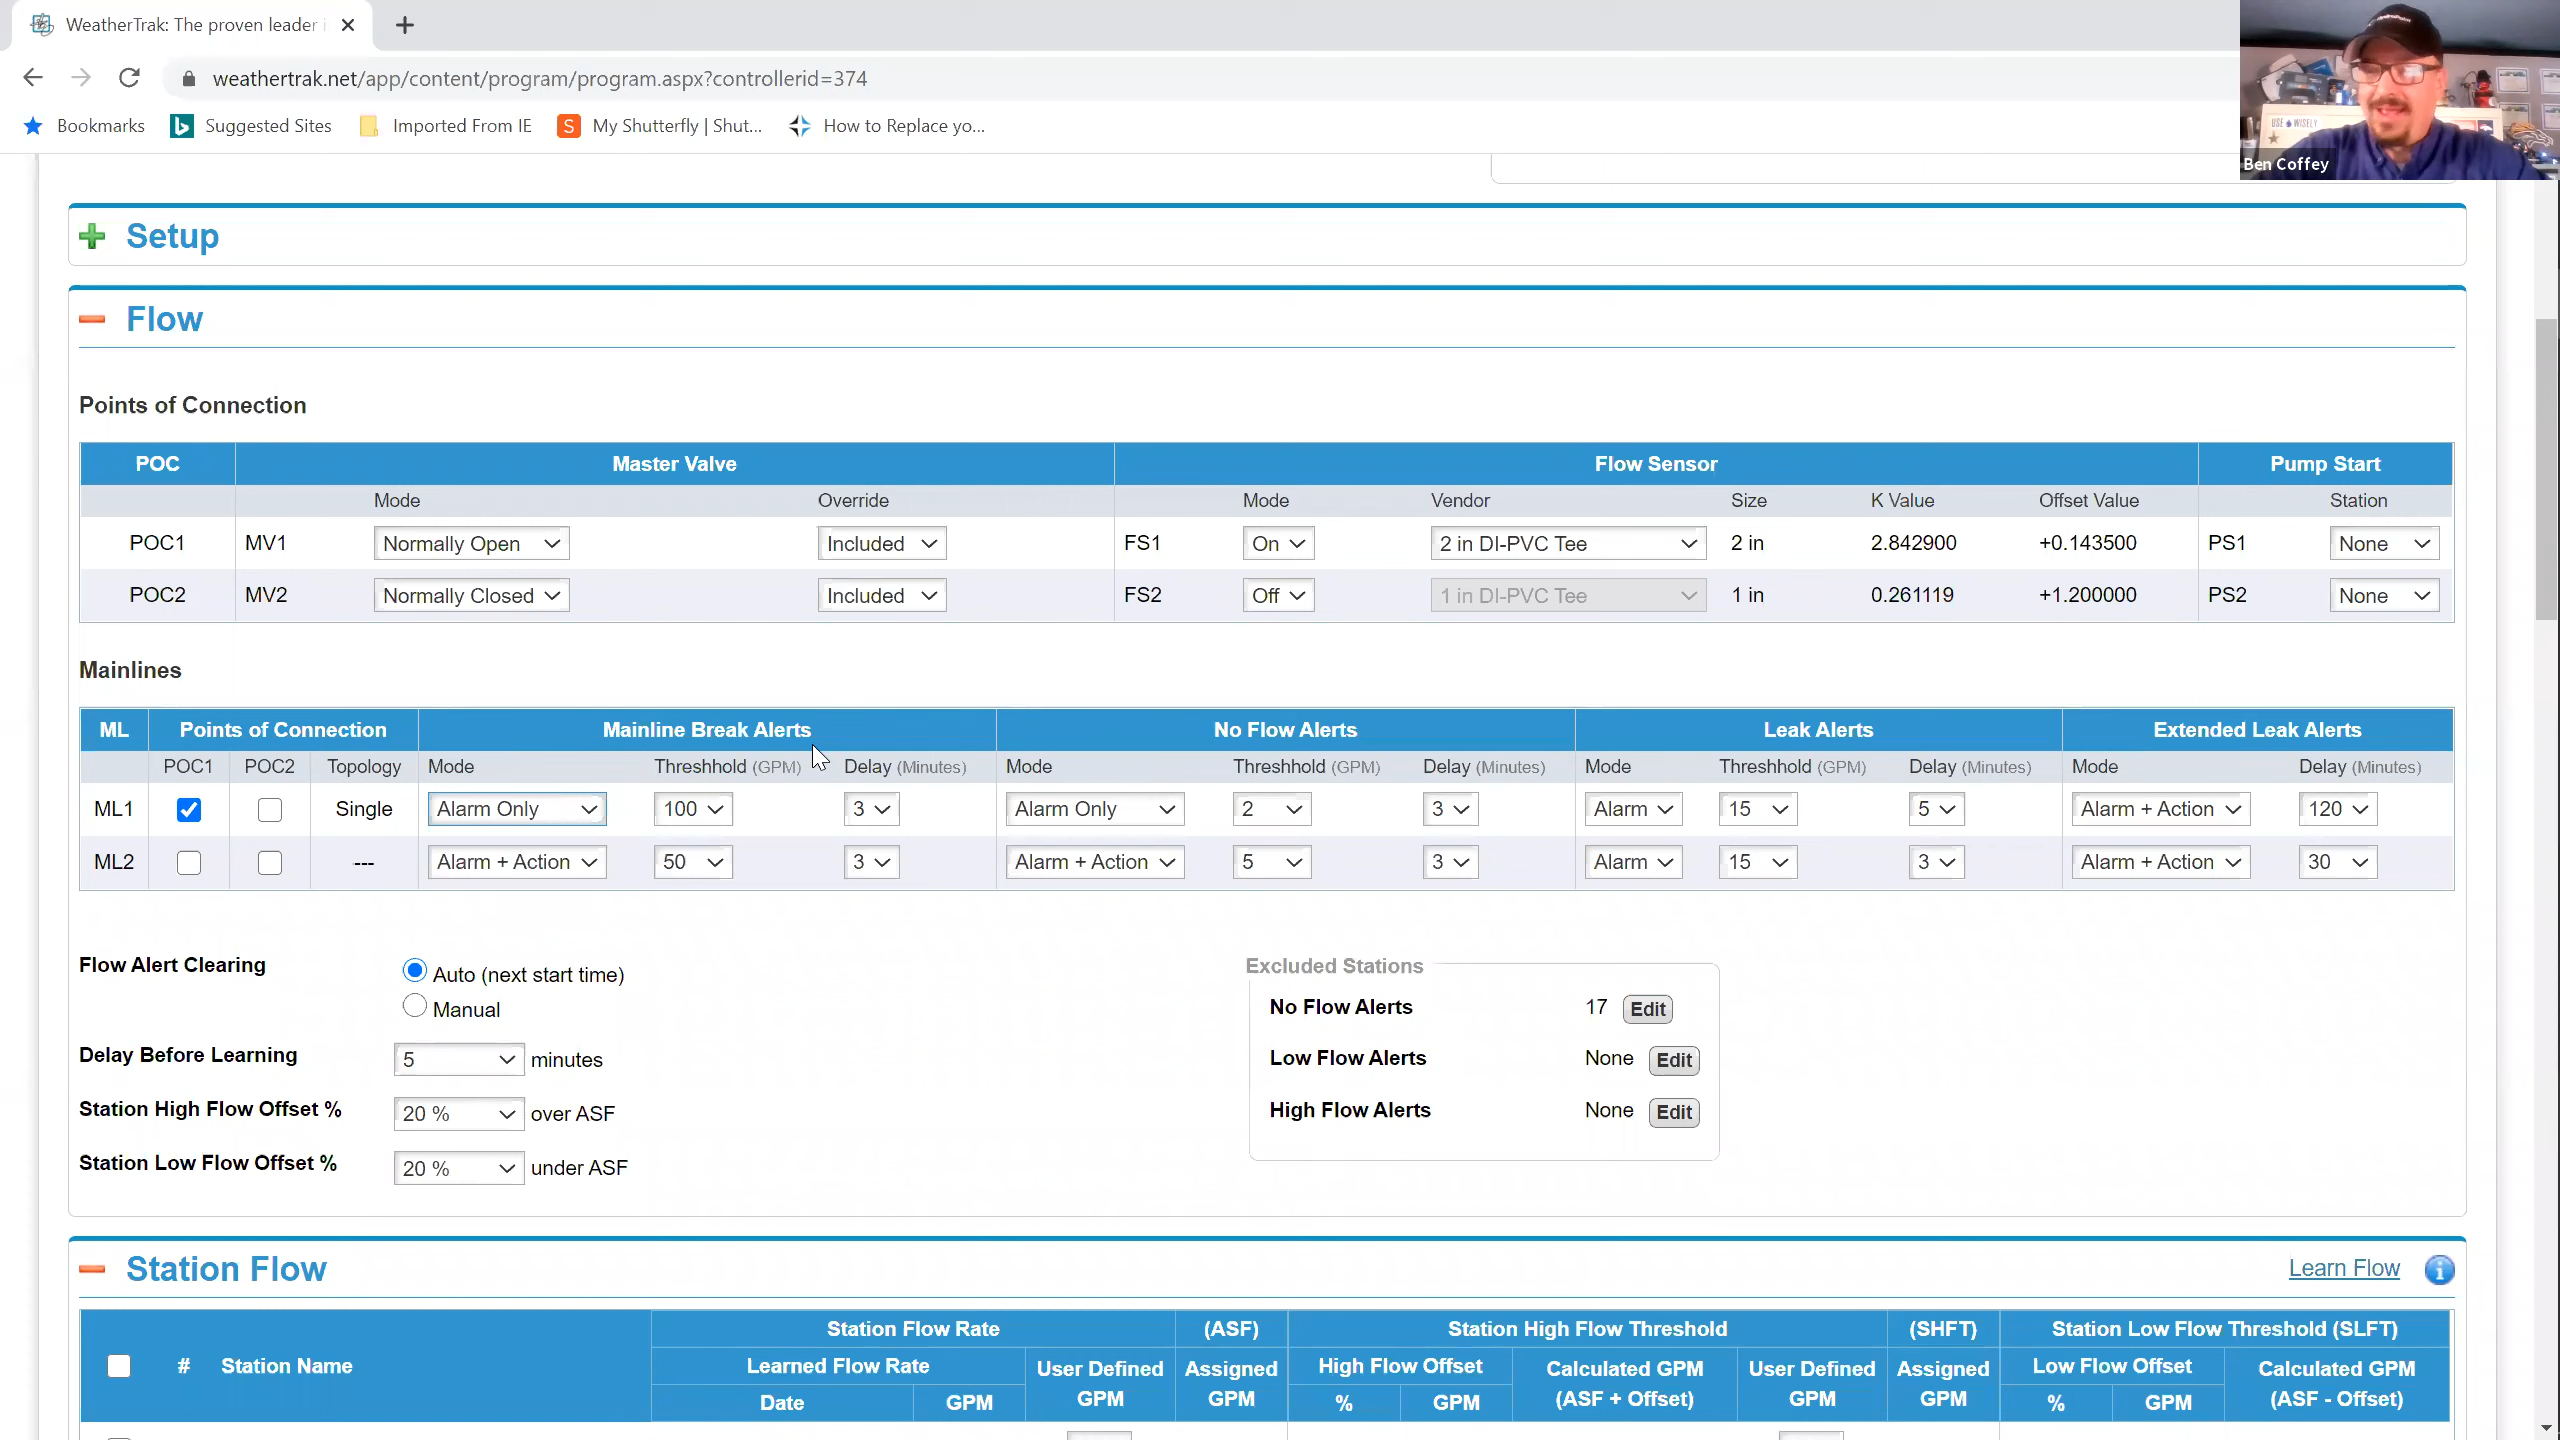 WeatherTrak: The proven leader i
weathertrak.net/app/content/program/program.aspx?controllerid=374
Bookmarks Suggested Sites Imported From IE S My Shutterfly | Shut... How to Replace yo...
USE WISELY
Ben Coffey
Setup
Flow
Points of Connection
POC Master Valve Flow Sensor Pump Start
Mode Override Mode Vendor Size K Value Offset Value Station
POC1 MV1 Normally Open Included FS1 On 2 in DI-PVC Tee 2 in 2.842900 +0.143500 PS1 None
POC2 MV2 Normally Closed Included FS2 Off 1 in DI-PVC Tee 1 in 0.261119 +1.200000 PS2 None
Mainlines
ML Points of Connection Mainline Break Alerts No Flow Alerts Leak Alerts Extended Leak Alerts
POC1 POC2 Topology Mode Threshhold (GPM) Delay (Minutes) Mode Threshhold (GPM) Delay (Minutes) Mode Threshhold (GPM) Delay (Minutes) Mode Delay (Minutes)
ML1 Single Alarm Only 100 3 Alarm Only 2 3 Alarm 15 5 Alarm + Action 120
ML2 --- Alarm + Action 50 3 Alarm + Action 5 3 Alarm 15 3 Alarm + Action 30
Flow Alert Clearing Auto (next start time)
Manual
Delay Before Learning 5 minutes
Station High Flow Offset % 20 % over ASF
Station Low Flow Offset % 20 % under ASF
Excluded Stations
No Flow Alerts 17 Edit
Low Flow Alerts None Edit
High Flow Alerts None Edit
Station Flow Learn Flow i
Station Flow Rate (ASF) Station High Flow Threshold (SHFT) Station Low Flow Threshold (SLFT)
# Station Name Learned Flow Rate User Defined Assigned High Flow Offset Calculated GPM User Defined Assigned Low Flow Offset Calculated GPM
Date GPM GPM GPM % GPM (ASF + Offset) GPM GPM % GPM (ASF - Offset)